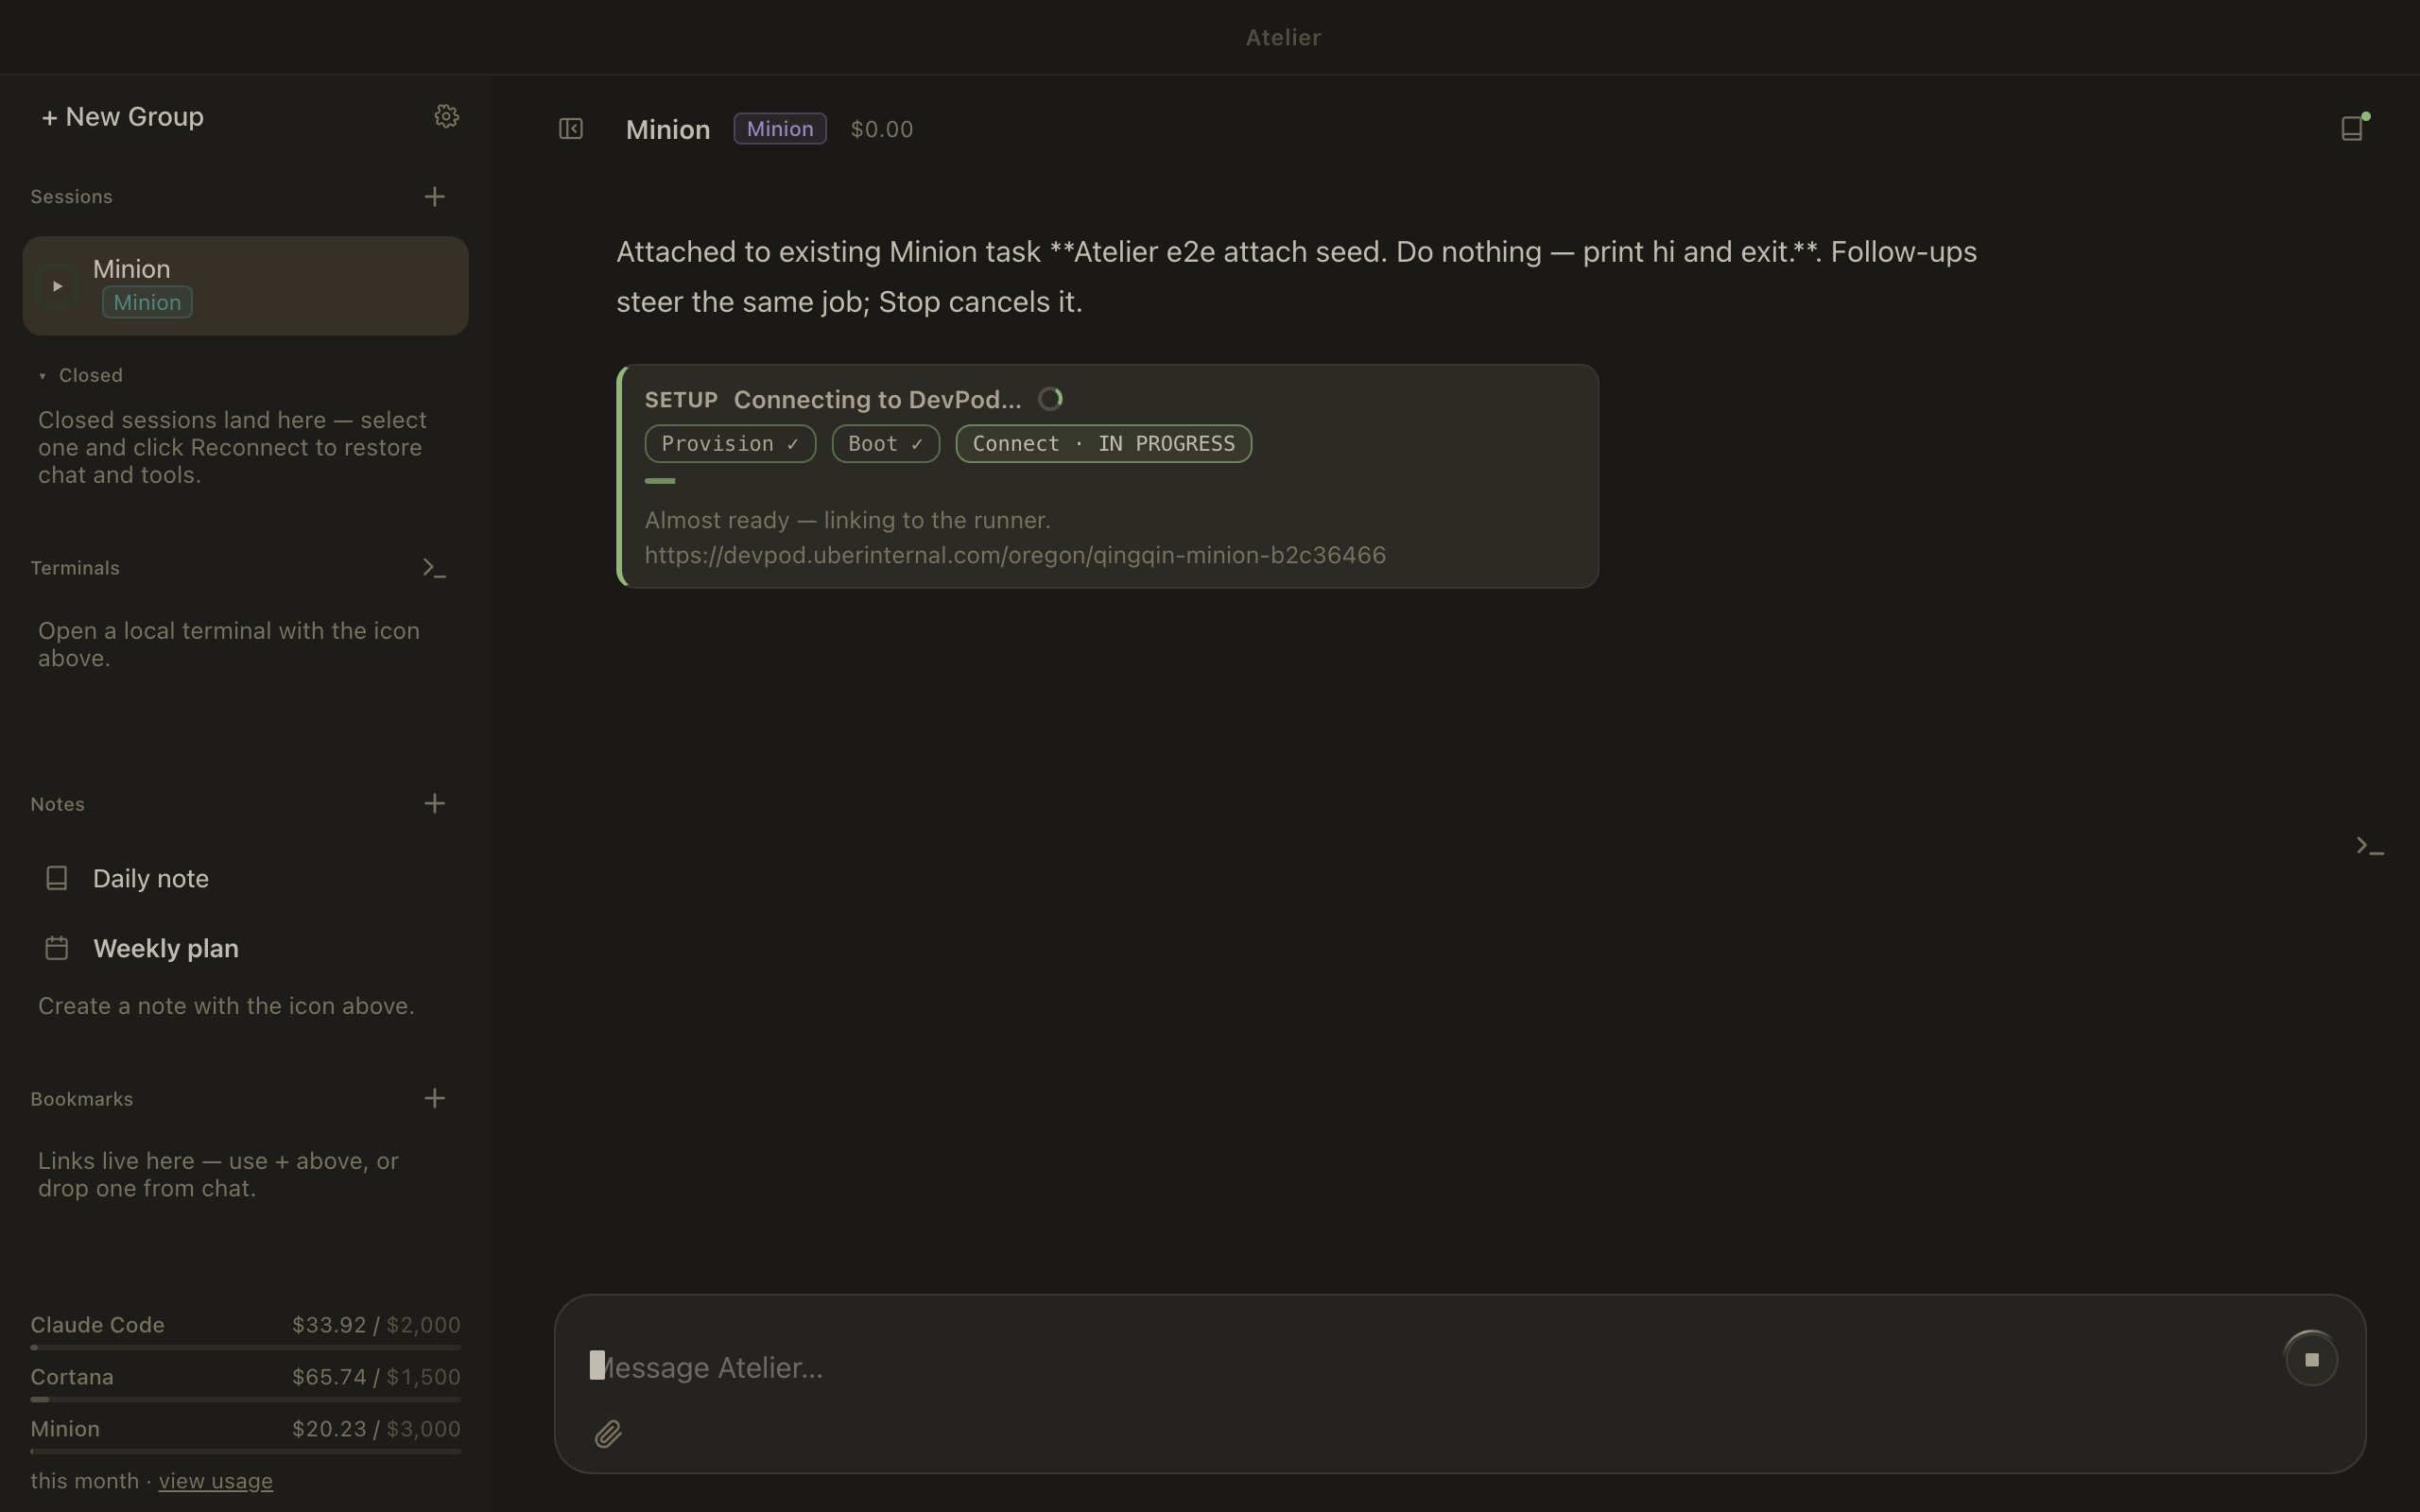 Atelier
+ New Group
Sessions
Minion
Minion
▾ Closed
Closed sessions land here — select
one and click Reconnect to restore
chat and tools.
Terminals
Open a local terminal with the icon
above.
Notes
Daily note
Weekly plan
Create a note with the icon above.
Bookmarks
Links live here — use + above, or
drop one from chat.
Claude Code $33.92 / $2,000
Cortana $65.74 / $1,500
Minion $20.23 / $3,000
this month · view usage
Minion Minion $0.00
Attached to existing Minion task **Atelier e2e attach seed. Do nothing — print hi and exit.**. Follow-ups
steer the same job; Stop cancels it.
SETUP Connecting to DevPod...
Provision ✓ Boot ✓ Connect · IN PROGRESS
Almost ready — linking to the runner.
https://devpod.uberinternal.com/oregon/qingqin-minion-b2c36466
Message Atelier...